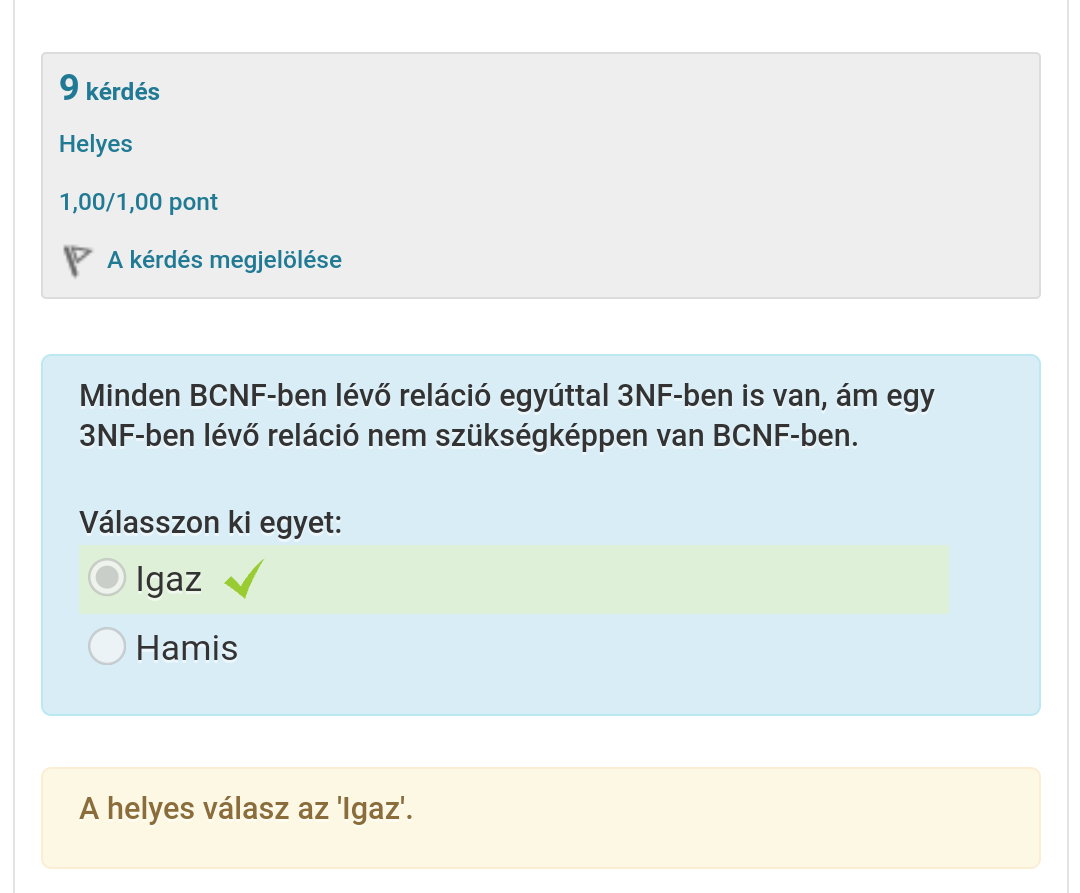 9 kérdés
Helyes
1,00/1,00 pont
A kérdés megjelölése
Minden BCNF-ben lévő reláció egyúttal 3NF-ben is van, ám egy
3NF-ben lévő reláció nem szükségképpen van BCNF-ben.
Válasszon ki egyet:
Igaz
Hamis
A helyes válasz az 'Igaz'.